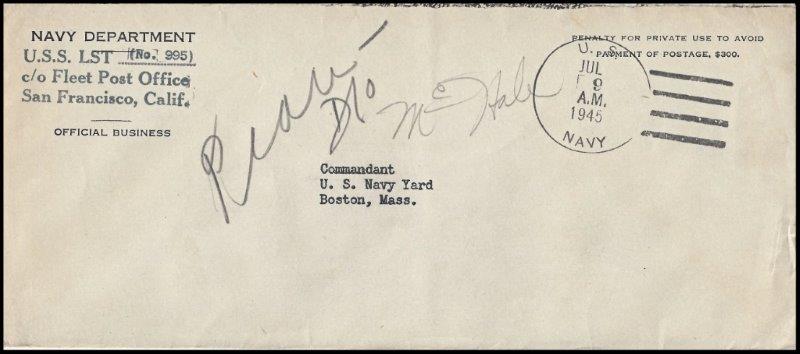 NAVY DEPARTMENT
U.S.S. LST (No. 995)
c/o Fleet Post Office
San Francisco, Calif.
OFFICIAL BUSINESS
PENALTY FOR PRIVATE USE TO AVOID
PAYMENT OF POSTAGE, $300.
U. S.
JUL
9
A.M.
1945
NAVY
McHale
Commandant
U. S. Navy Yard
Boston, Mass.